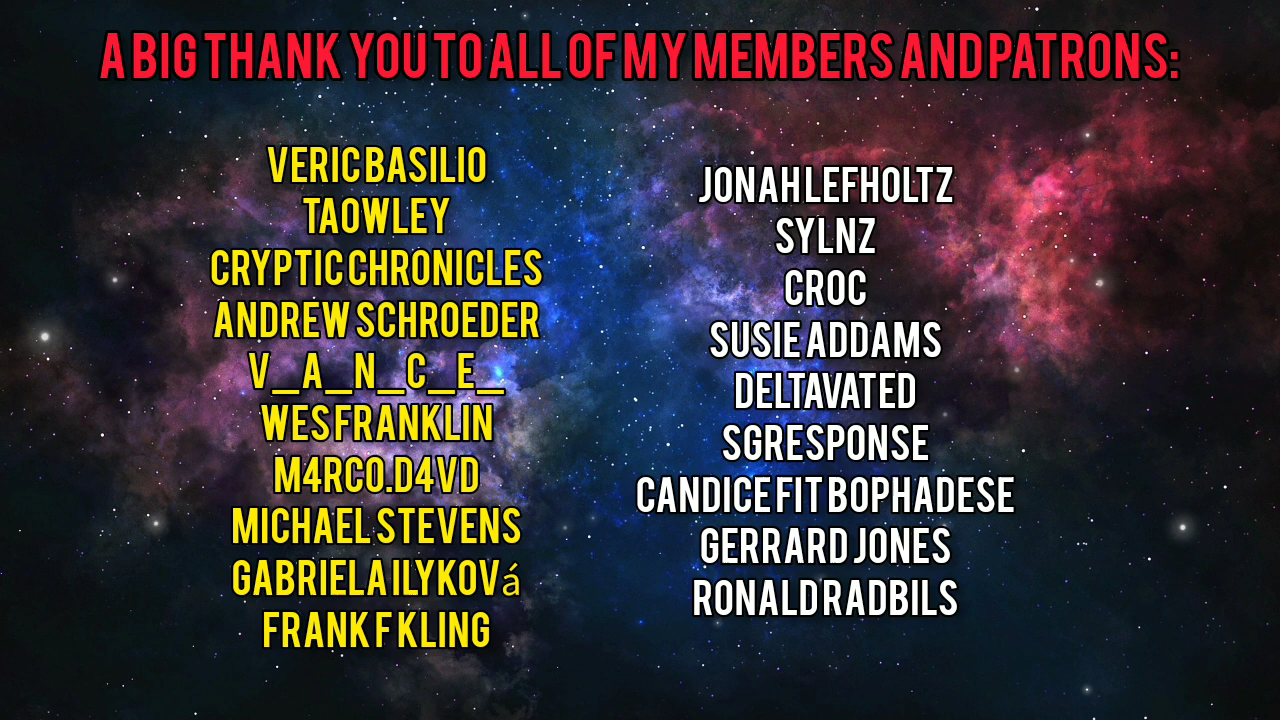 A BIG THANK YOU TO ALL OF MY MEMBERS AND PATRONS:
VERIC BASILIO
TAOWLEY
CRYPTIC CHRONICLES
ANDREW SCHROEDER
V_A_N_C_E_
WES FRANKLIN
M4RCO.D4VD
MICHAEL STEVENS
GABRIELA ILYKOVá
FRANK F KLING
JONAH LEFHOLTZ
SYLNZ
CROC
SUSIE ADDAMS
DELTAVATED
SGRESPONSE
CANDICE FIT BOPHADESE
GERRARD JONES
RONALD RADBILS